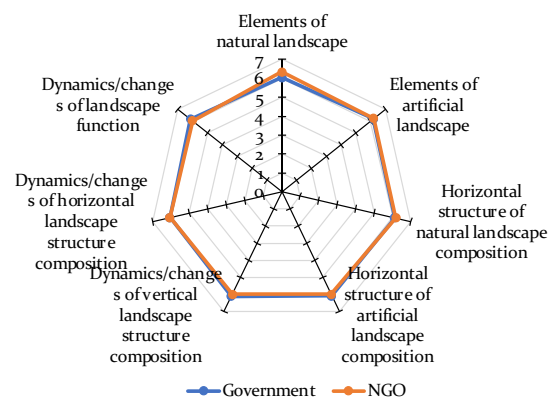 Elements of
natural landscape
Elements of
artificial
landscape
Horizontal
structure of
natural landscape
composition
Horizontal
structure of
artificial
landscape
composition
Dynamics/change
s of vertical
landscape
structure
composition
Dynamics/change
s of horizontal
landscape
structure
composition
Dynamics/change
s of landscape
function
7
6
5
4
3
2
1
0
Government
NGO